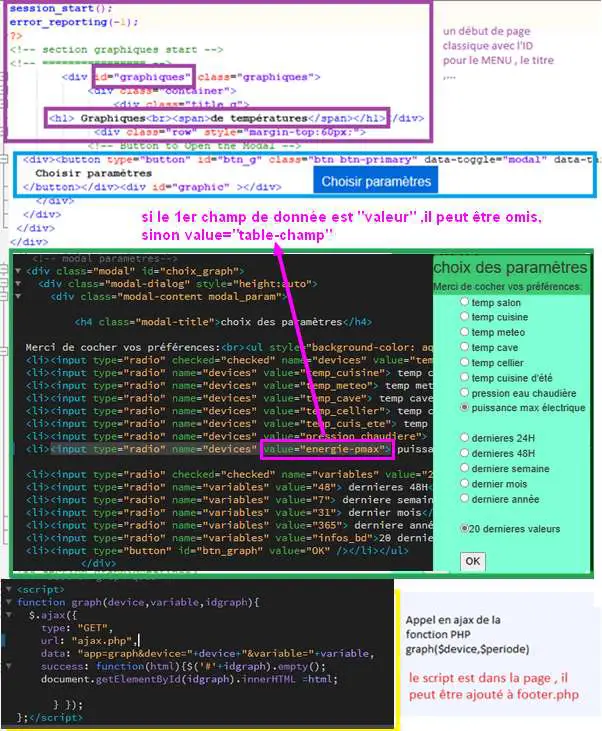 session_start();
error_reporting(-1);
?>
<!-- section graphiques start -->
<!-- ================ -->
<div id="graphiques" class="graphiques">
<div class="container">
<div class="title_g">
<h1> Graphiques<br><span>de températures</span></h1></div>
<div class="row" style="margin-top:60px;">
<!-- Button to Open the Modal -->
<div><button type="button" id="btn_g" class="btn btn-primary" data-toggle="modal" data-ta
Choisir paramètres
</button></div><div id="graphic" ></div>
</div>
</div>
</div>
un début de page
classique avec l'ID
pour le MENU , le titre
,...
Choisir paramètres
si le 1er champ de donnée est "valeur" ,il peut être omis,
sinon value="table-champ"
<!-- modal parametres-->
<div class="modal" id="choix_graph">
<div class="modal-dialog" style="height:auto">
<div class="modal-content modal_param">
<h4 class="modal-title">choix des paramètres</h4>
Merci de cocher vos préférences:<br><ul style="background-color: aq
<li><input type="radio" checked="checked" name="devices" value="tem
<li><input type="radio" name="devices" value="temp_cuisine"> temp c
<li><input type="radio" name="devices" value="temp_meteo"> temp met
<li><input type="radio" name="devices" value="temp_cave"> temp cave
<li><input type="radio" name="devices" value="temp_cellier"> temp c
<li><input type="radio" name="devices" value="temp_cuis_ete"> temp c
<li><input type="radio" name="devices" value="pression_chaudiere">
<li><input type="radio" name="devices" value="energie-pmax"> puissa
<li><input type="radio" checked="checked" name="variables" value="2
<li><input type="radio" name="variables" value="48"> dernieres 48H<
<li><input type="radio" name="variables" value="7"> derniere semain
<li><input type="radio" name="variables" value="31"> dernier mois</
<li><input type="radio" name="variables" value="365"> derniere anné
<li><input type="radio" name="variables" value="infos_bd">20 dernie
<li><input type="button" id="btn_graph" value="OK" /></li></ul>
</div>
choix des paramètres
Merci de cocher vos préférences:
temp salon
temp cuisine
temp meteo
temp cave
temp cellier
temp cuisine d'été
pression eau chaudière
puissance max électrique
dernieres 24H
dernieres 48H
derniere semaine
dernier mois
derniere année
20 dernieres valeurs
OK
<script>
function graph(device,variable,idgraph){
$.ajax({
type: "GET",
url: "ajax.php",
data: "app=graph&device="+device+"&variable="+variable,
success: function(html){$('#'+idgraph).empty();
document.getElementById(idgraph).innerHTML =html;
} });
};</script>
Appel en ajax de la
fonction PHP
graph($device,$periode)
le script est dans la page , il
peut être ajouté à footer.php